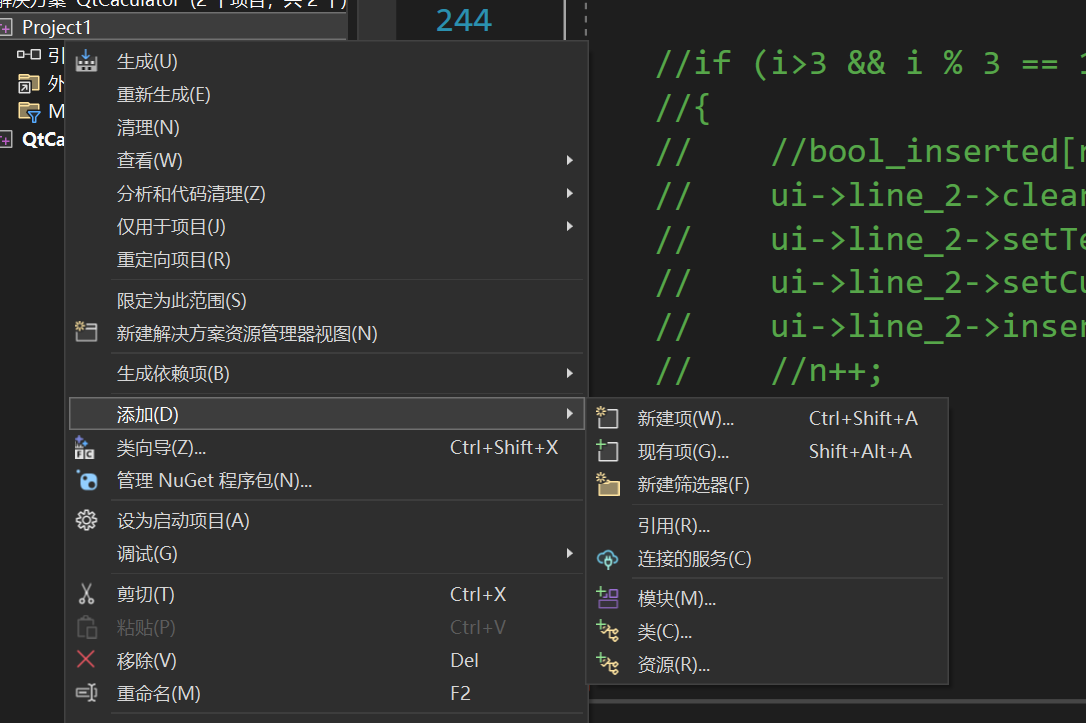 解决方案 "QtCaculator" (2 个项目，共 2 个)
Project1
引
外
M
QtCa
生成(U)
重新生成(E)
清理(N)
查看(W)
分析和代码清理(Z)
仅用于项目(J)
重定向项目(R)
限定为此范围(S)
新建解决方案资源管理器视图(N)
生成依赖项(B)
添加(D)
类向导(Z)... Ctrl+Shift+X
管理 NuGet 程序包(N)...
设为启动项目(A)
调试(G)
剪切(T) Ctrl+X
粘贴(P) Ctrl+V
移除(V) Del
重命名(M) F2
新建项(W)... Ctrl+Shift+A
现有项(G)... Shift+Alt+A
新建筛选器(F)
引用(R)...
连接的服务(C)
模块(M)...
类(C)...
资源(R)...
244
//if (i>3 && i % 3 == 1
//{
// //bool_inserted[
// ui->line_2->clear
// ui->line_2->setTe
// ui->line_2->setCu
// ui->line_2->inser
// //n++;